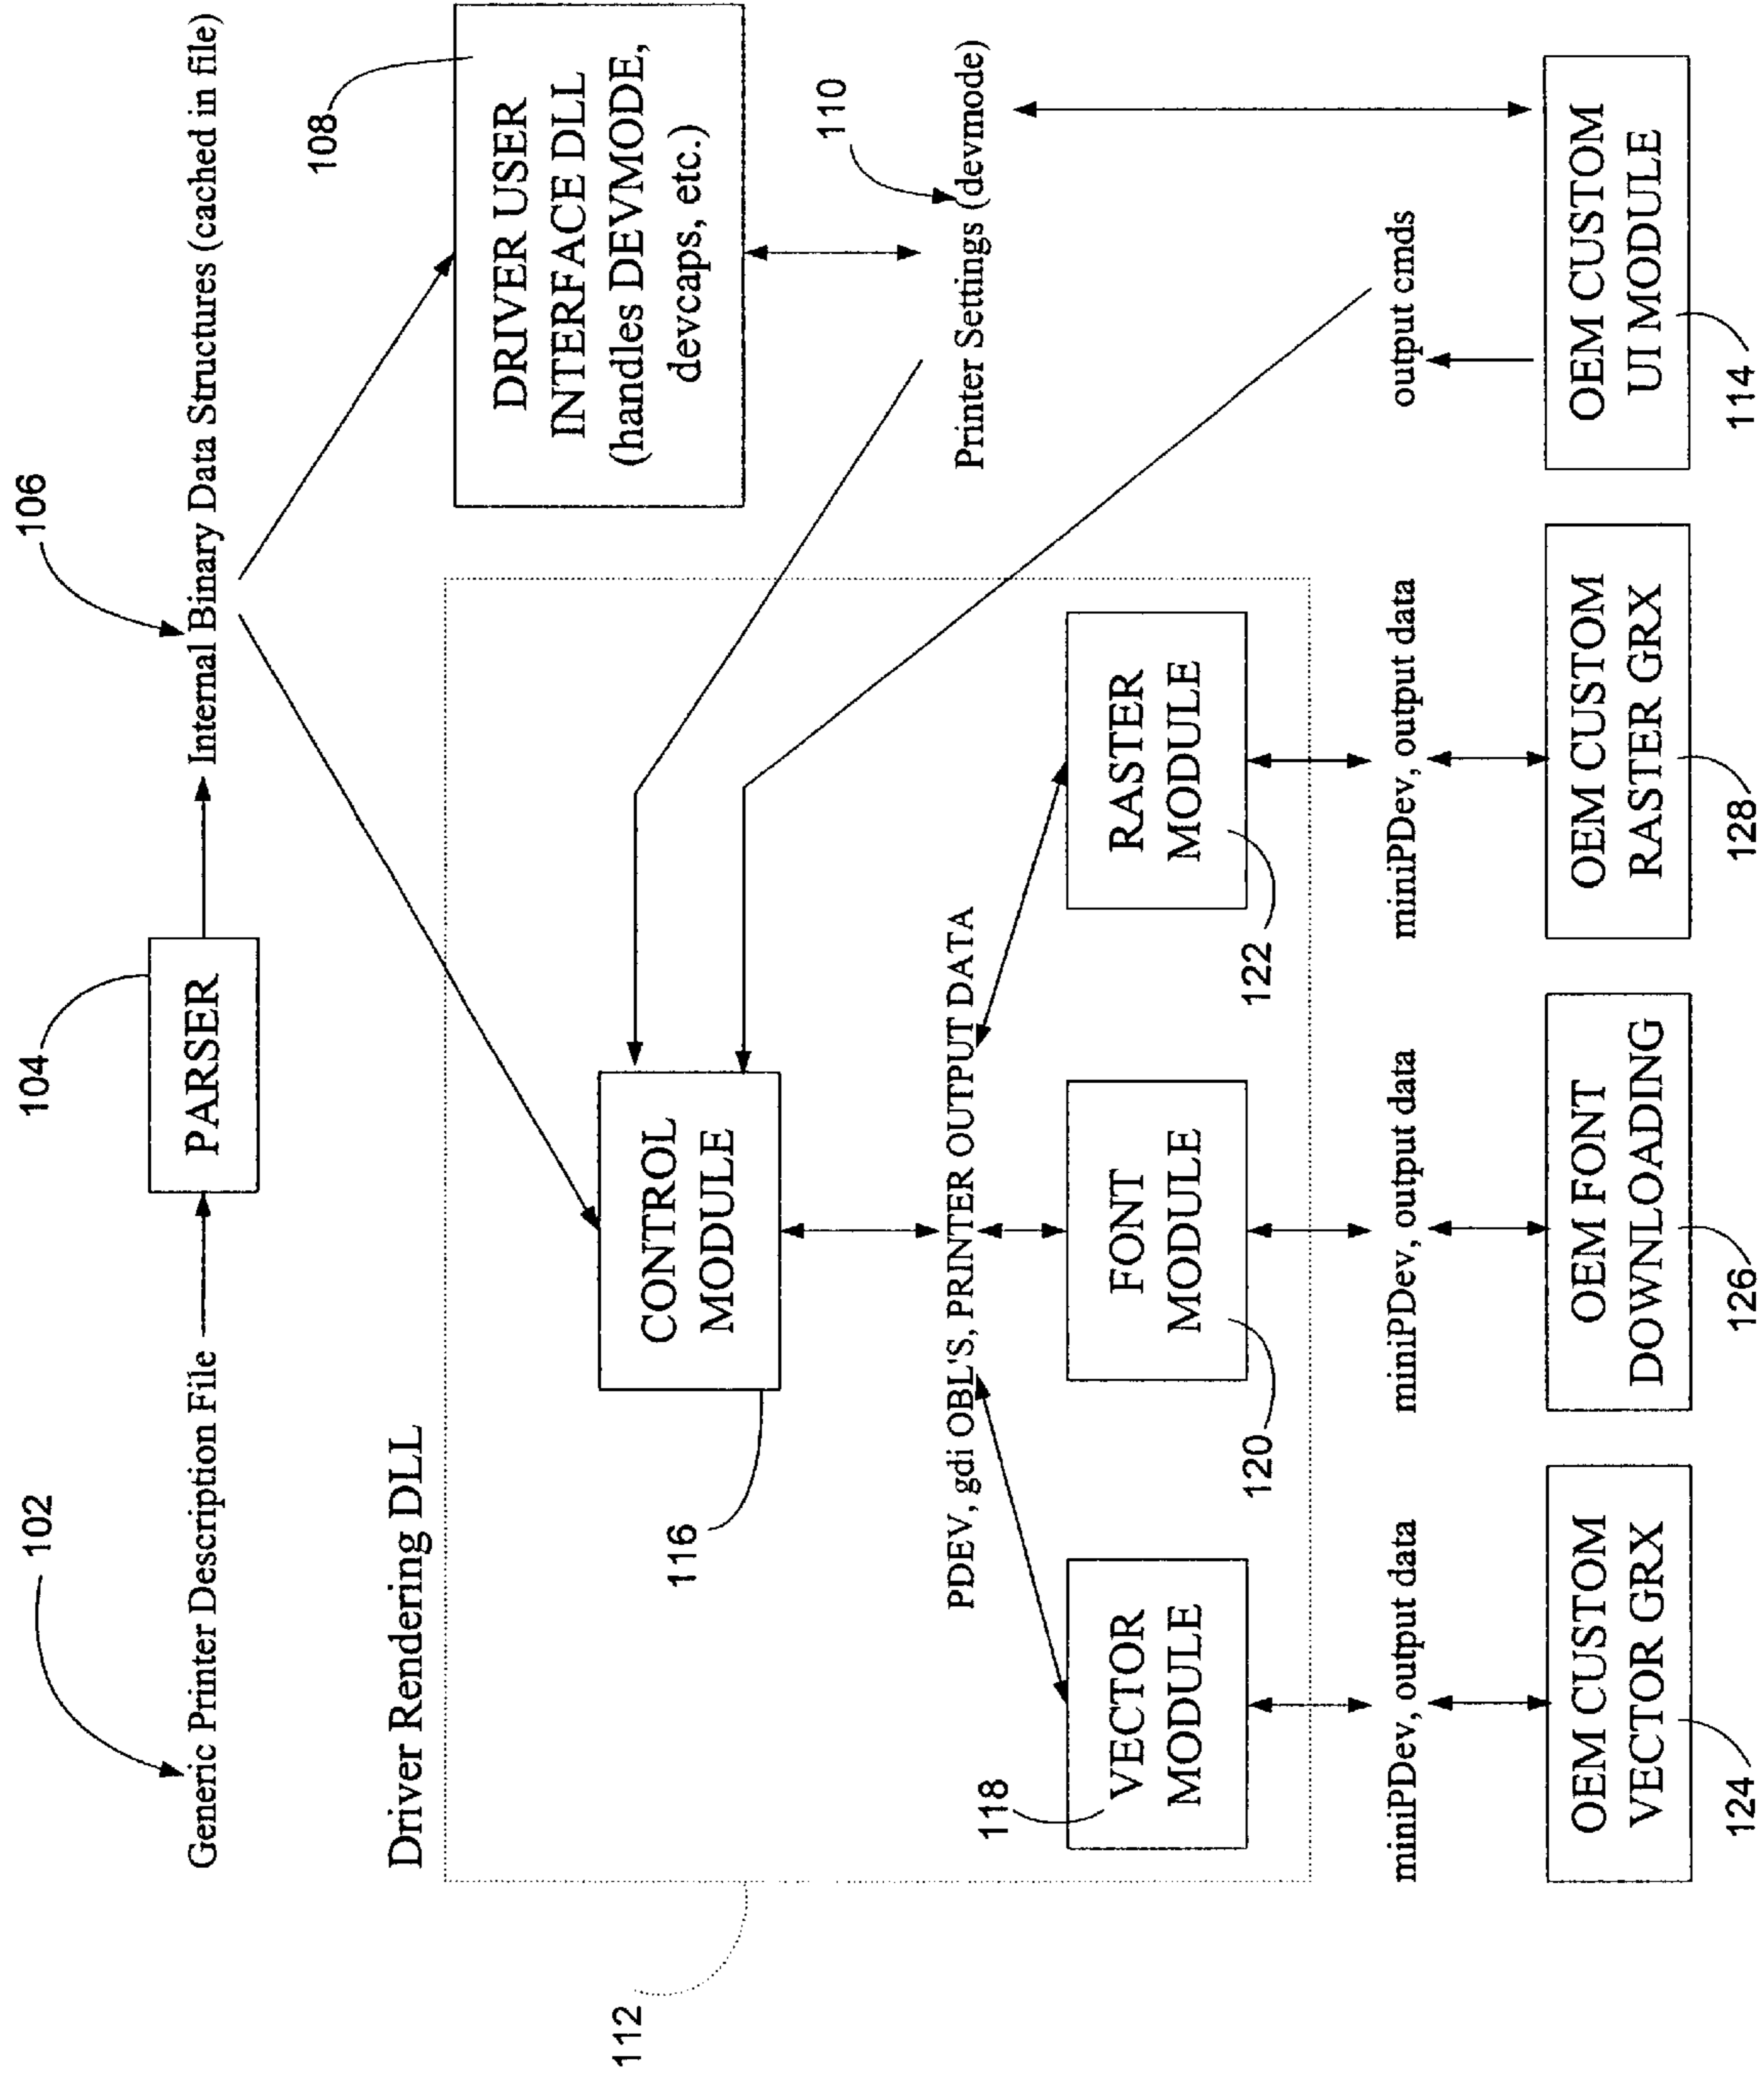 102
104
106
Generic Printer Description File
PARSER
Internal Binary Data Structures (cached in file)
Driver Rendering DLL
108
DRIVER USER
INTERFACE DLL
(handles DEVMODE,
devcaps, etc.)
112
116
CONTROL
MODULE
110
Printer Settings (devmode)
PDEV, gdi OBL'S, PRINTER OUTPUT DATA
118
VECTOR
MODULE
120
FONT
MODULE
122
RASTER
MODULE
miniPDev, output data
miniPDev, output data
miniPDev, output data
output cmds
OEM CUSTOM
VECTOR GRX
OEM FONT
DOWNLOADING
OEM CUSTOM
RASTER GRX
OEM CUSTOM
UI MODULE
124
126
128
114